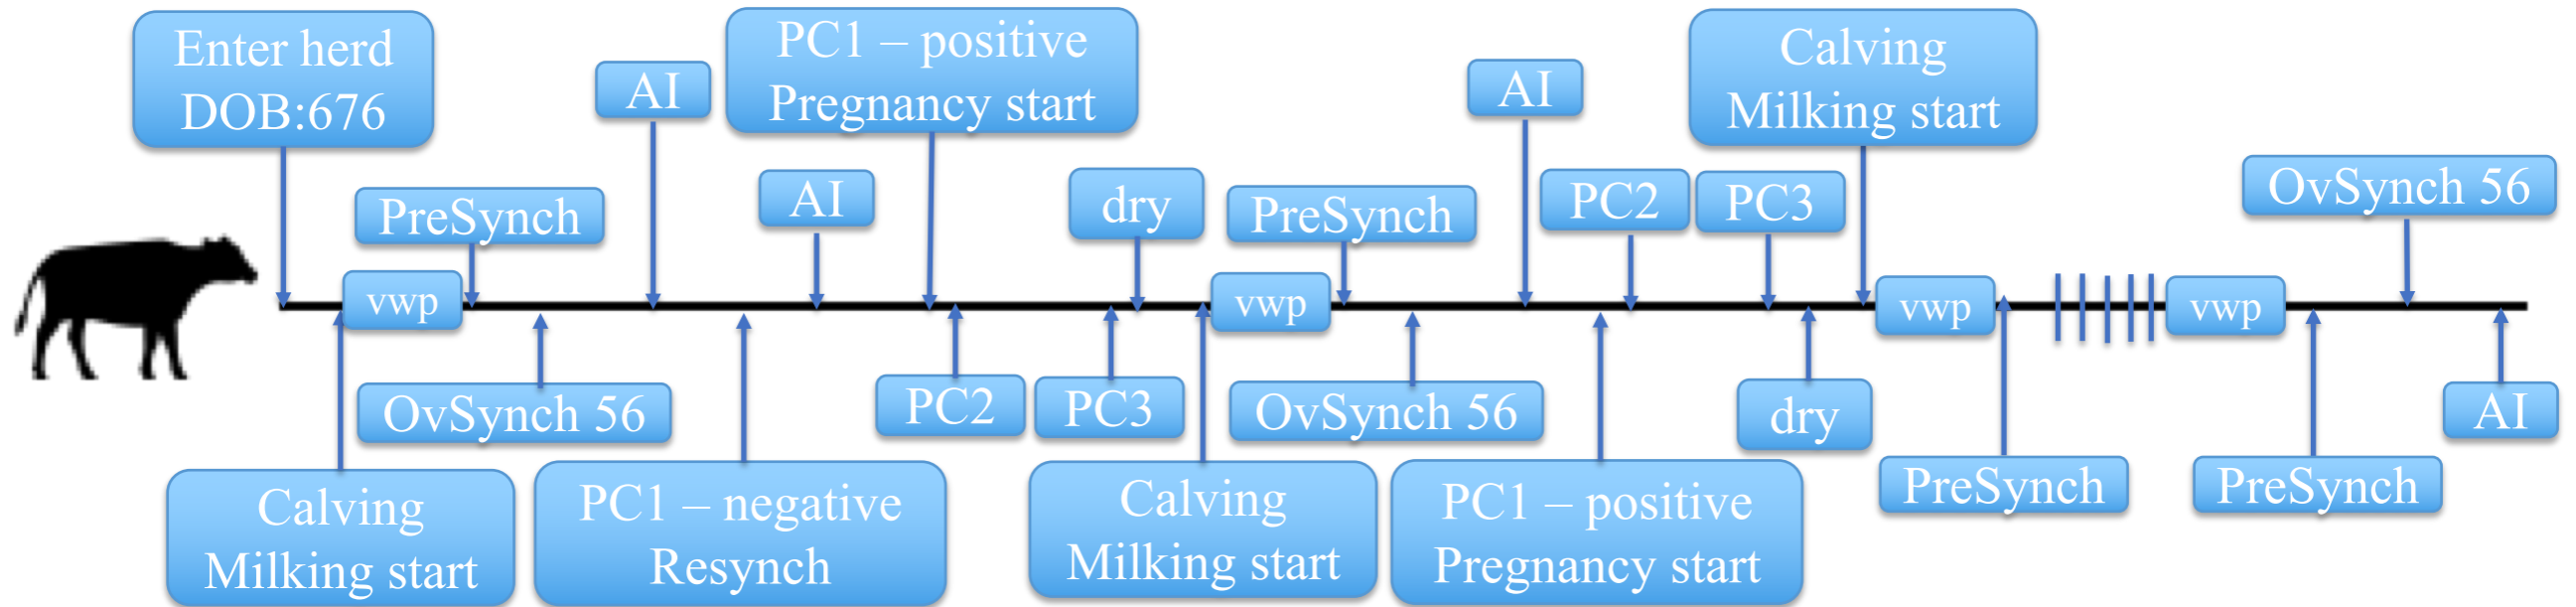 Enter herd
DOB:676
AI
PC1 – positive
Pregnancy start
AI
Calving
Milking start
PreSynch
AI
dry
PreSynch
PC2
PC3
OvSynch 56
vwp
vwp
vwp
vwp
OvSynch 56
PC2
PC3
OvSynch 56
dry
AI
Calving
Milking start
PC1 – negative
Resynch
Calving
Milking start
PC1 – positive
Pregnancy start
PreSynch
PreSynch